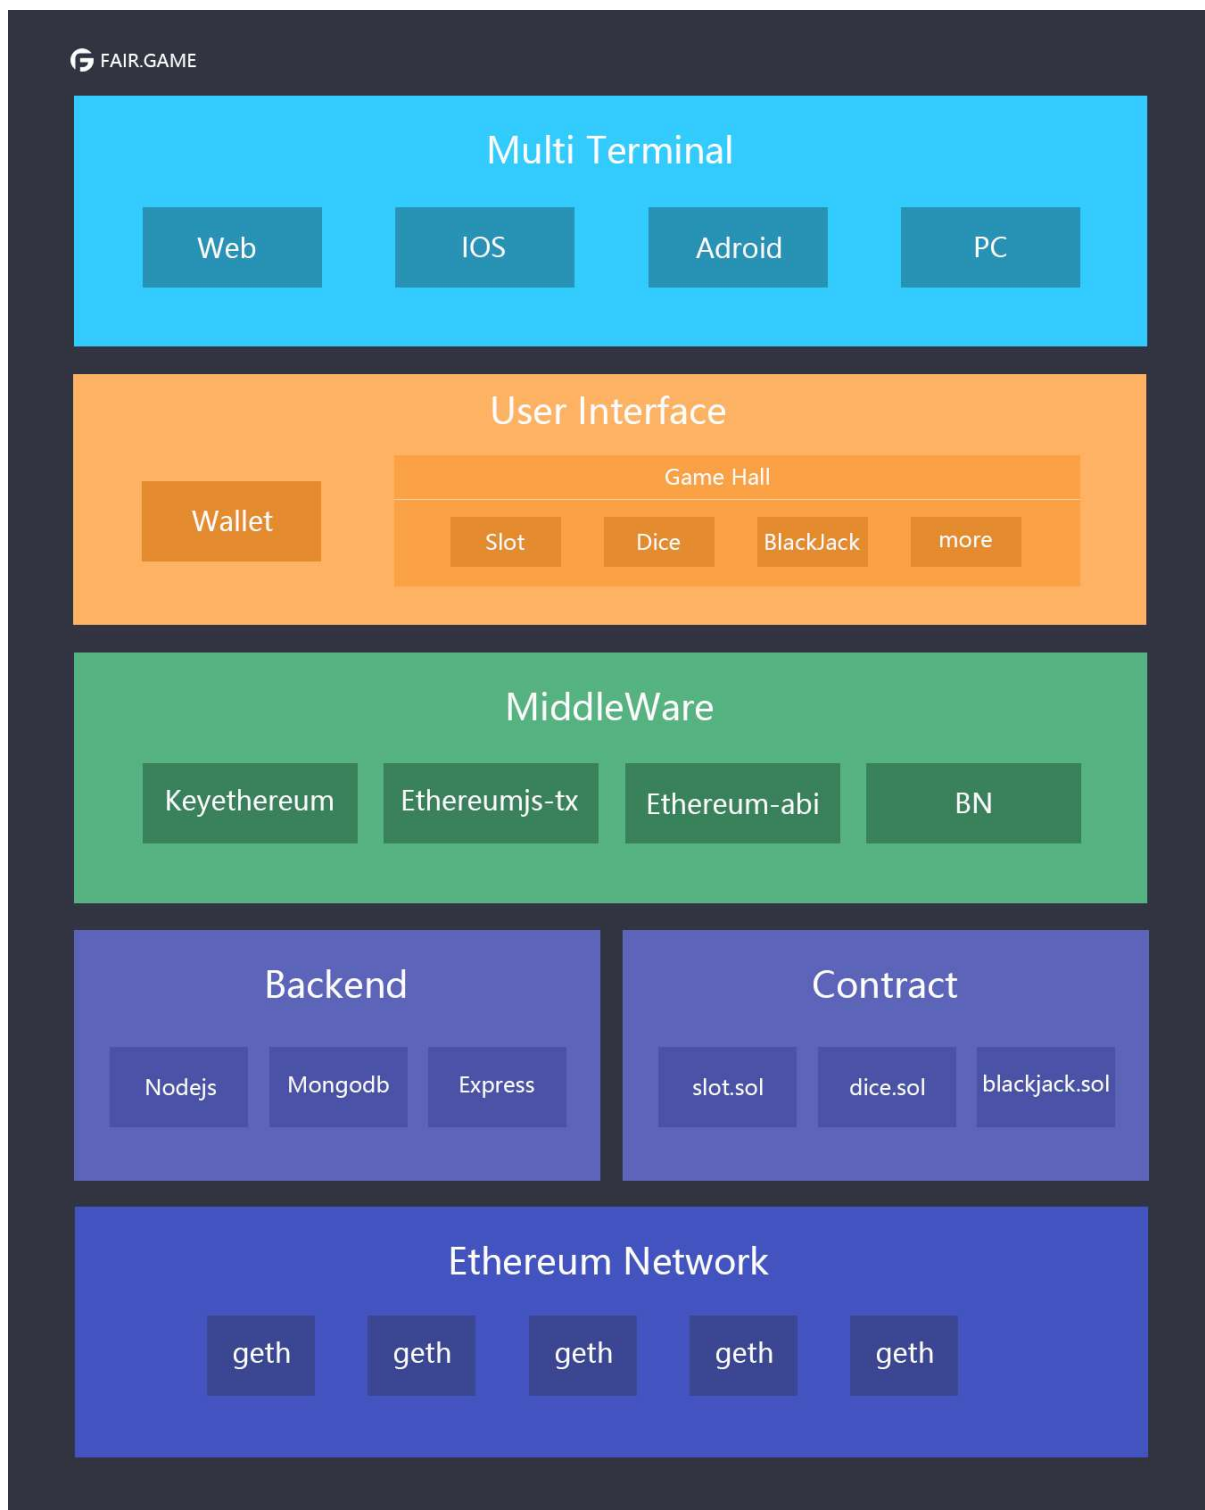 FAIR.GAME
Multi Terminal
Web IOS Adroid PC
User Interface
Game Hall
Wallet
Slot Dice BlackJack more
MiddleWare
Keyethereum Ethereumjs-tx Ethereum-abi BN
Backend
Nodejs Mongodb Express
Contract
slot.sol dice.sol blackjack.sol
Ethereum Network
geth geth geth geth geth